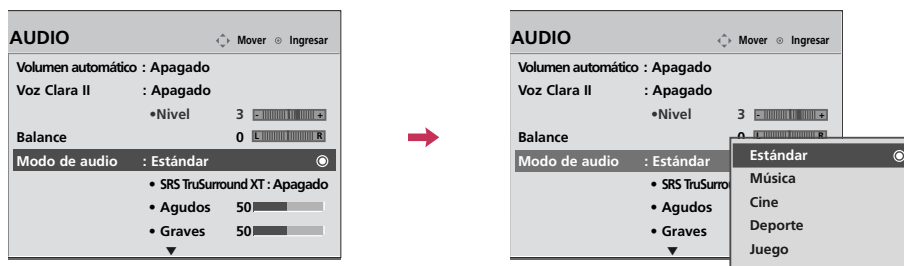 AUDIO
Mover
Ingresar
Volumen automático : Apagado
Voz Clara II : Apagado
•Nivel 3 - +
Balance 0 L R
Modo de audio : Estándar
• SRS TruSurround XT : Apagado
• Agudos 50
• Graves 50
AUDIO
Mover
Ingresar
Volumen automático : Apagado
Voz Clara II : Apagado
•Nivel 3 - +
Balance 0 L R
Modo de audio : Estándar
• SRS TruSurro
• Agudos
• Graves
Estándar
Música
Cine
Deporte
Juego